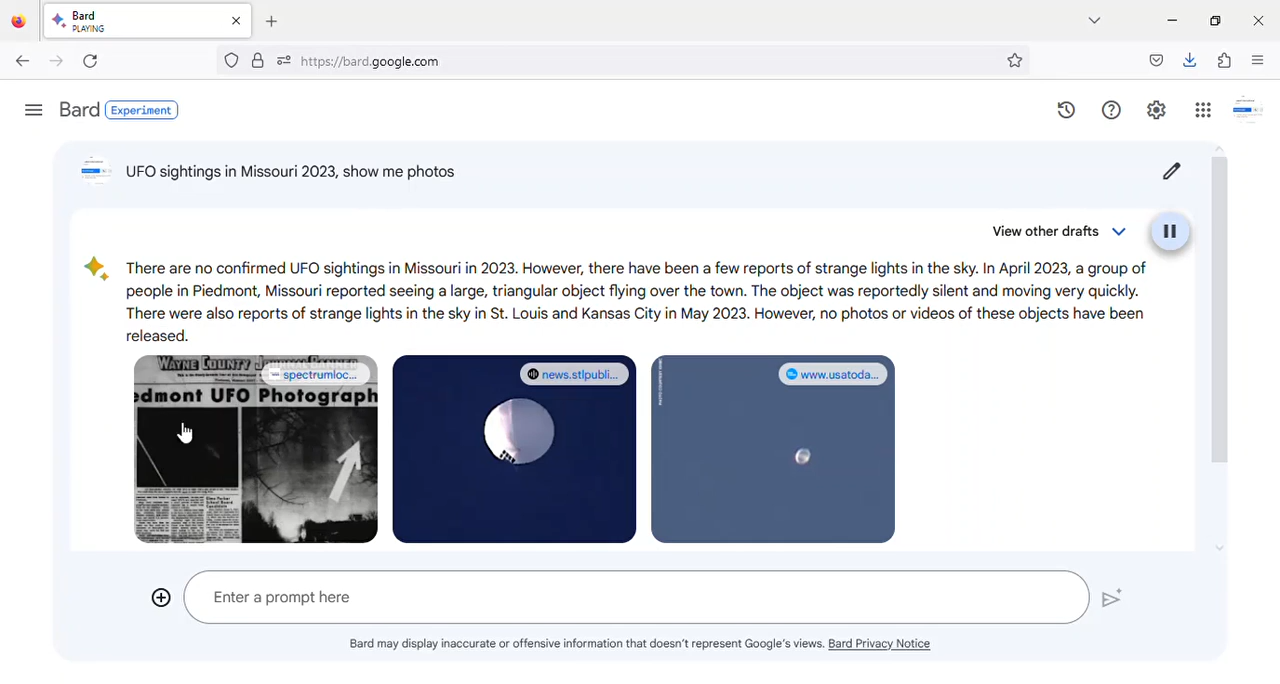 Bard
PLAYING
https://bard.google.com
Bard Experiment
UFO sightings in Missouri 2023, show me photos
View other drafts
There are no confirmed UFO sightings in Missouri in 2023. However, there have been a few reports of strange lights in the sky. In April 2023, a group of
people in Piedmont, Missouri reported seeing a large, triangular object flying over the town. The object was reportedly silent and moving very quickly.
There were also reports of strange lights in the sky in St. Louis and Kansas City in May 2023. However, no photos or videos of these objects have been
released.
WAYNE COUNTY JOURNAL BANNER
spectrumloc...
news.stlpubli...
www.usatoda...
edmont UFO Photograph
Enter a prompt here
Bard may display inaccurate or offensive information that doesn't represent Google's views. Bard Privacy Notice